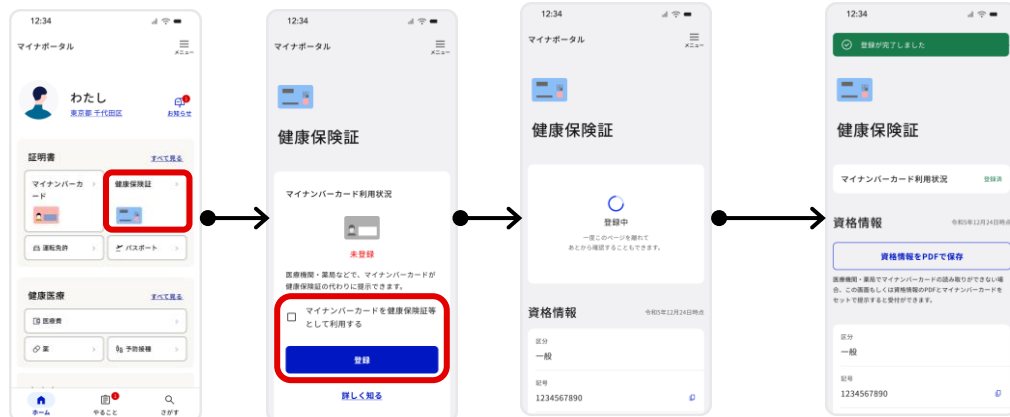 12:34
マイナポータル
メニュー
わたし
東京都 千代田区
お知らせ
証明書
すべて見る
マイナンバーカ
ード
健康保険証
運転免許
パスポート
健康医療
すべて見る
医療費
薬
予防接種
ホーム
やること
さがす
12:34
マイナポータル
メニュー
健康保険証
マイナンバーカード利用状況
未登録
医療機関・薬局などで、マイナンバーカードが
健康保険証の代わりに提示できます。
マイナンバーカードを健康保険証等
として利用する
登録
詳しく知る
12:34
マイナポータル
メニュー
健康保険証
登録中
一度このページを離れて
あとから確認することもできます。
資格情報
令和5年12月24日時点
区分
一般
記号
1234567890
12:34
登録が完了しました
健康保険証
マイナンバーカード利用状況
登録済
資格情報
令和5年12月24日時点
資格情報をPDFで保存
医療機関・薬局でマイナンバーカードの読み取りができない場
合、この画面もしくは資格情報のPDFとマイナンバーカードを
セットで提示すると受付ができます。
区分
一般
記号
1234567890